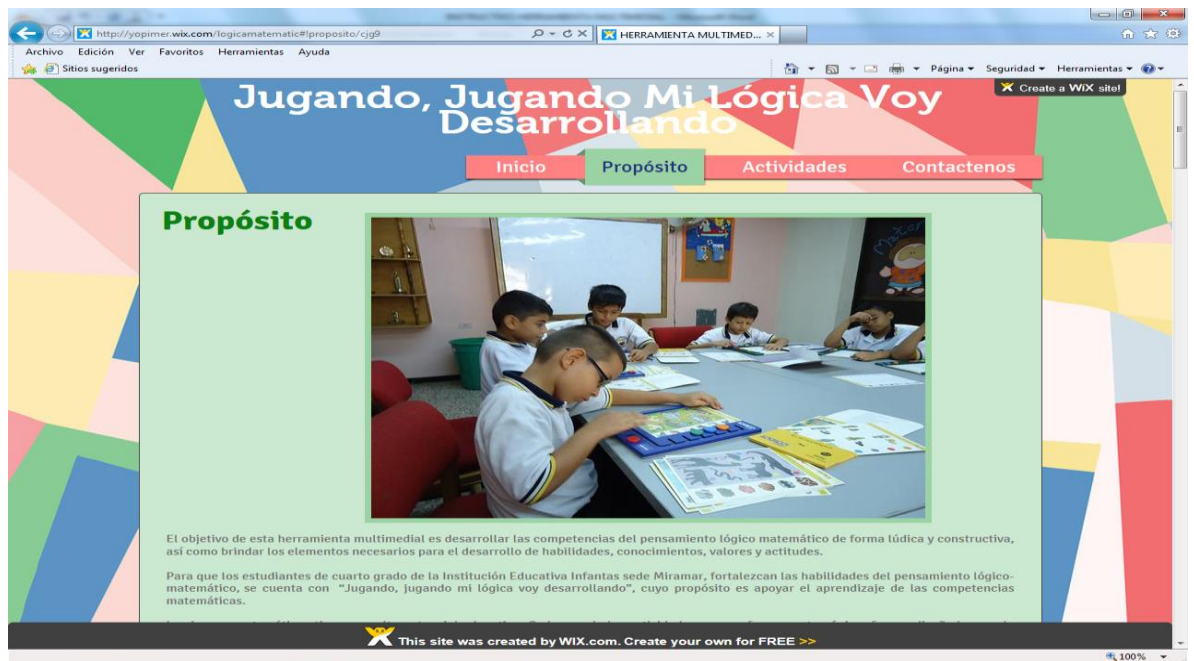 http://yopimer.wix.com/logicamatematic#!proposito/cjg9
HERRAMIENTA MULTIMED...
Archivo Edición Ver Favoritos Herramientas Ayuda
Sitios sugeridos
Página Seguridad Herramientas
Create a WiX site!
Jugando, Jugando Mi Lógica Voy
Desarrollando
Inicio Propósito Actividades Contactenos
Propósito
El objetivo de esta herramienta multimedial es desarrollar las competencias del pensamiento lógico matemático de forma lúdica y constructiva,
así como brindar los elementos necesarios para el desarrollo de habilidades, conocimientos, valores y actitudes.
Para que los estudiantes de cuarto grado de la Institución Educativa Infantas sede Miramar, fortalezcan las habilidades del pensamiento lógico-
matemático, se cuenta con "Jugando, jugando mi lógica voy desarrollando", cuyo propósito es apoyar el aprendizaje de las competencias
matemáticas.
This site was created by WIX.com. Create your own for FREE >>
100%